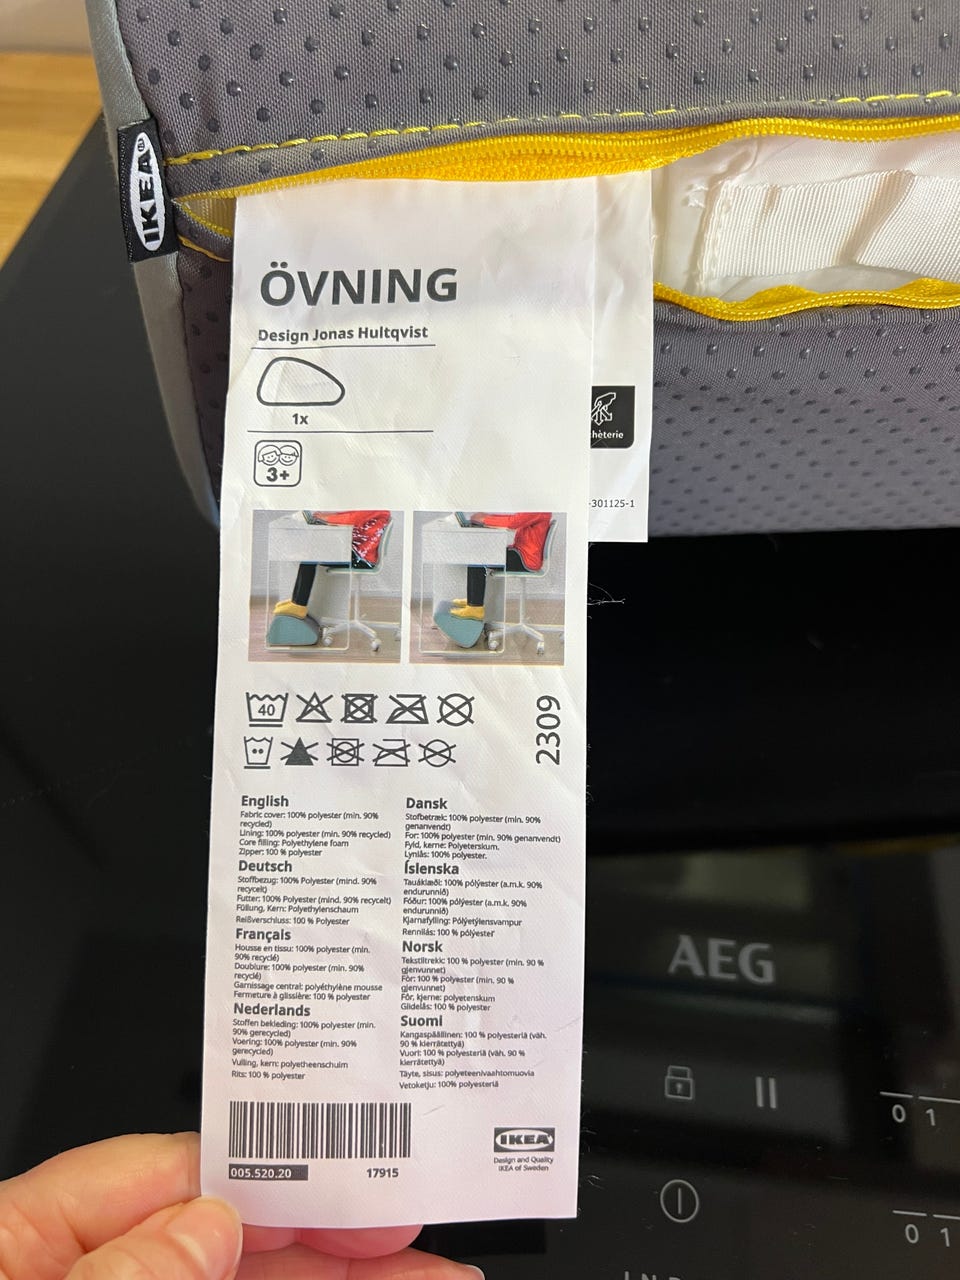 IKEA®
ÖVNING
Design Jonas Hultqvist
1x
3+
hèterie
-301125-1
40
2309
English
Fabric cover: 100% polyester (min. 90%
recycled)
Lining: 100% polyester (min. 90% recycled)
Core filling: Polyethylene foam
Zipper: 100 % polyester
Deutsch
Stoffbezug: 100% Polyester (mind. 90%
recycelt)
Futter: 100% Polyester (mind. 90% recycelt)
Füllung, Kern: Polyethylenschaum
Reißverschluss: 100 % Polyester
Français
Housse en tissu: 100% polyester (min.
90% recyclé)
Doublure: 100% polyester (min. 90%
recyclé)
Garnissage central: polyéthylène mousse
Fermeture à glissière: 100 % polyester
Nederlands
Stoffen bekleding: 100% polyester (min.
90% gerecycled)
Voering: 100% polyester (min. 90%
gerecycled)
Vulling, kern: polyetheenschuim
Rits: 100 % polyester
Dansk
Stofbetræk: 100% polyester (min. 90%
genanvendt)
For: 100% polyester (min. 90% genanvendt)
Fyld, kerne: Polyeterskum.
Lynlås: 100% polyester.
Íslenska
Tauáklæði: 100% pólýester (a.m.k. 90%
endurunnið)
Fóður: 100% pólýester (a.m.k. 90%
endurunnið)
Kjarnafylling: Pólýetýlensvampur
Rennilás: 100 % pólýester
Norsk
Tekstiltrekk: 100 % polyester (min. 90 %
gjenvunnet)
Fôr: 100 % polyester (min. 90 %
gjenvunnet)
Fôr, kjerne: polyetenskum
Glidelås: 100 % polyester
Suomi
Kangaspäällinen: 100 % polyesteriä (väh.
90 % kierrätettyä)
Vuori: 100 % polyesteriä (väh. 90 %
kierrätettyä)
Täyte, sisus: polyeteenivaahtomuovia
Vetoketju: 100% polyesteriä
005.520.20
17915
IKEA
Design and Quality
IKEA of Sweden
AEG
0 1
0 1